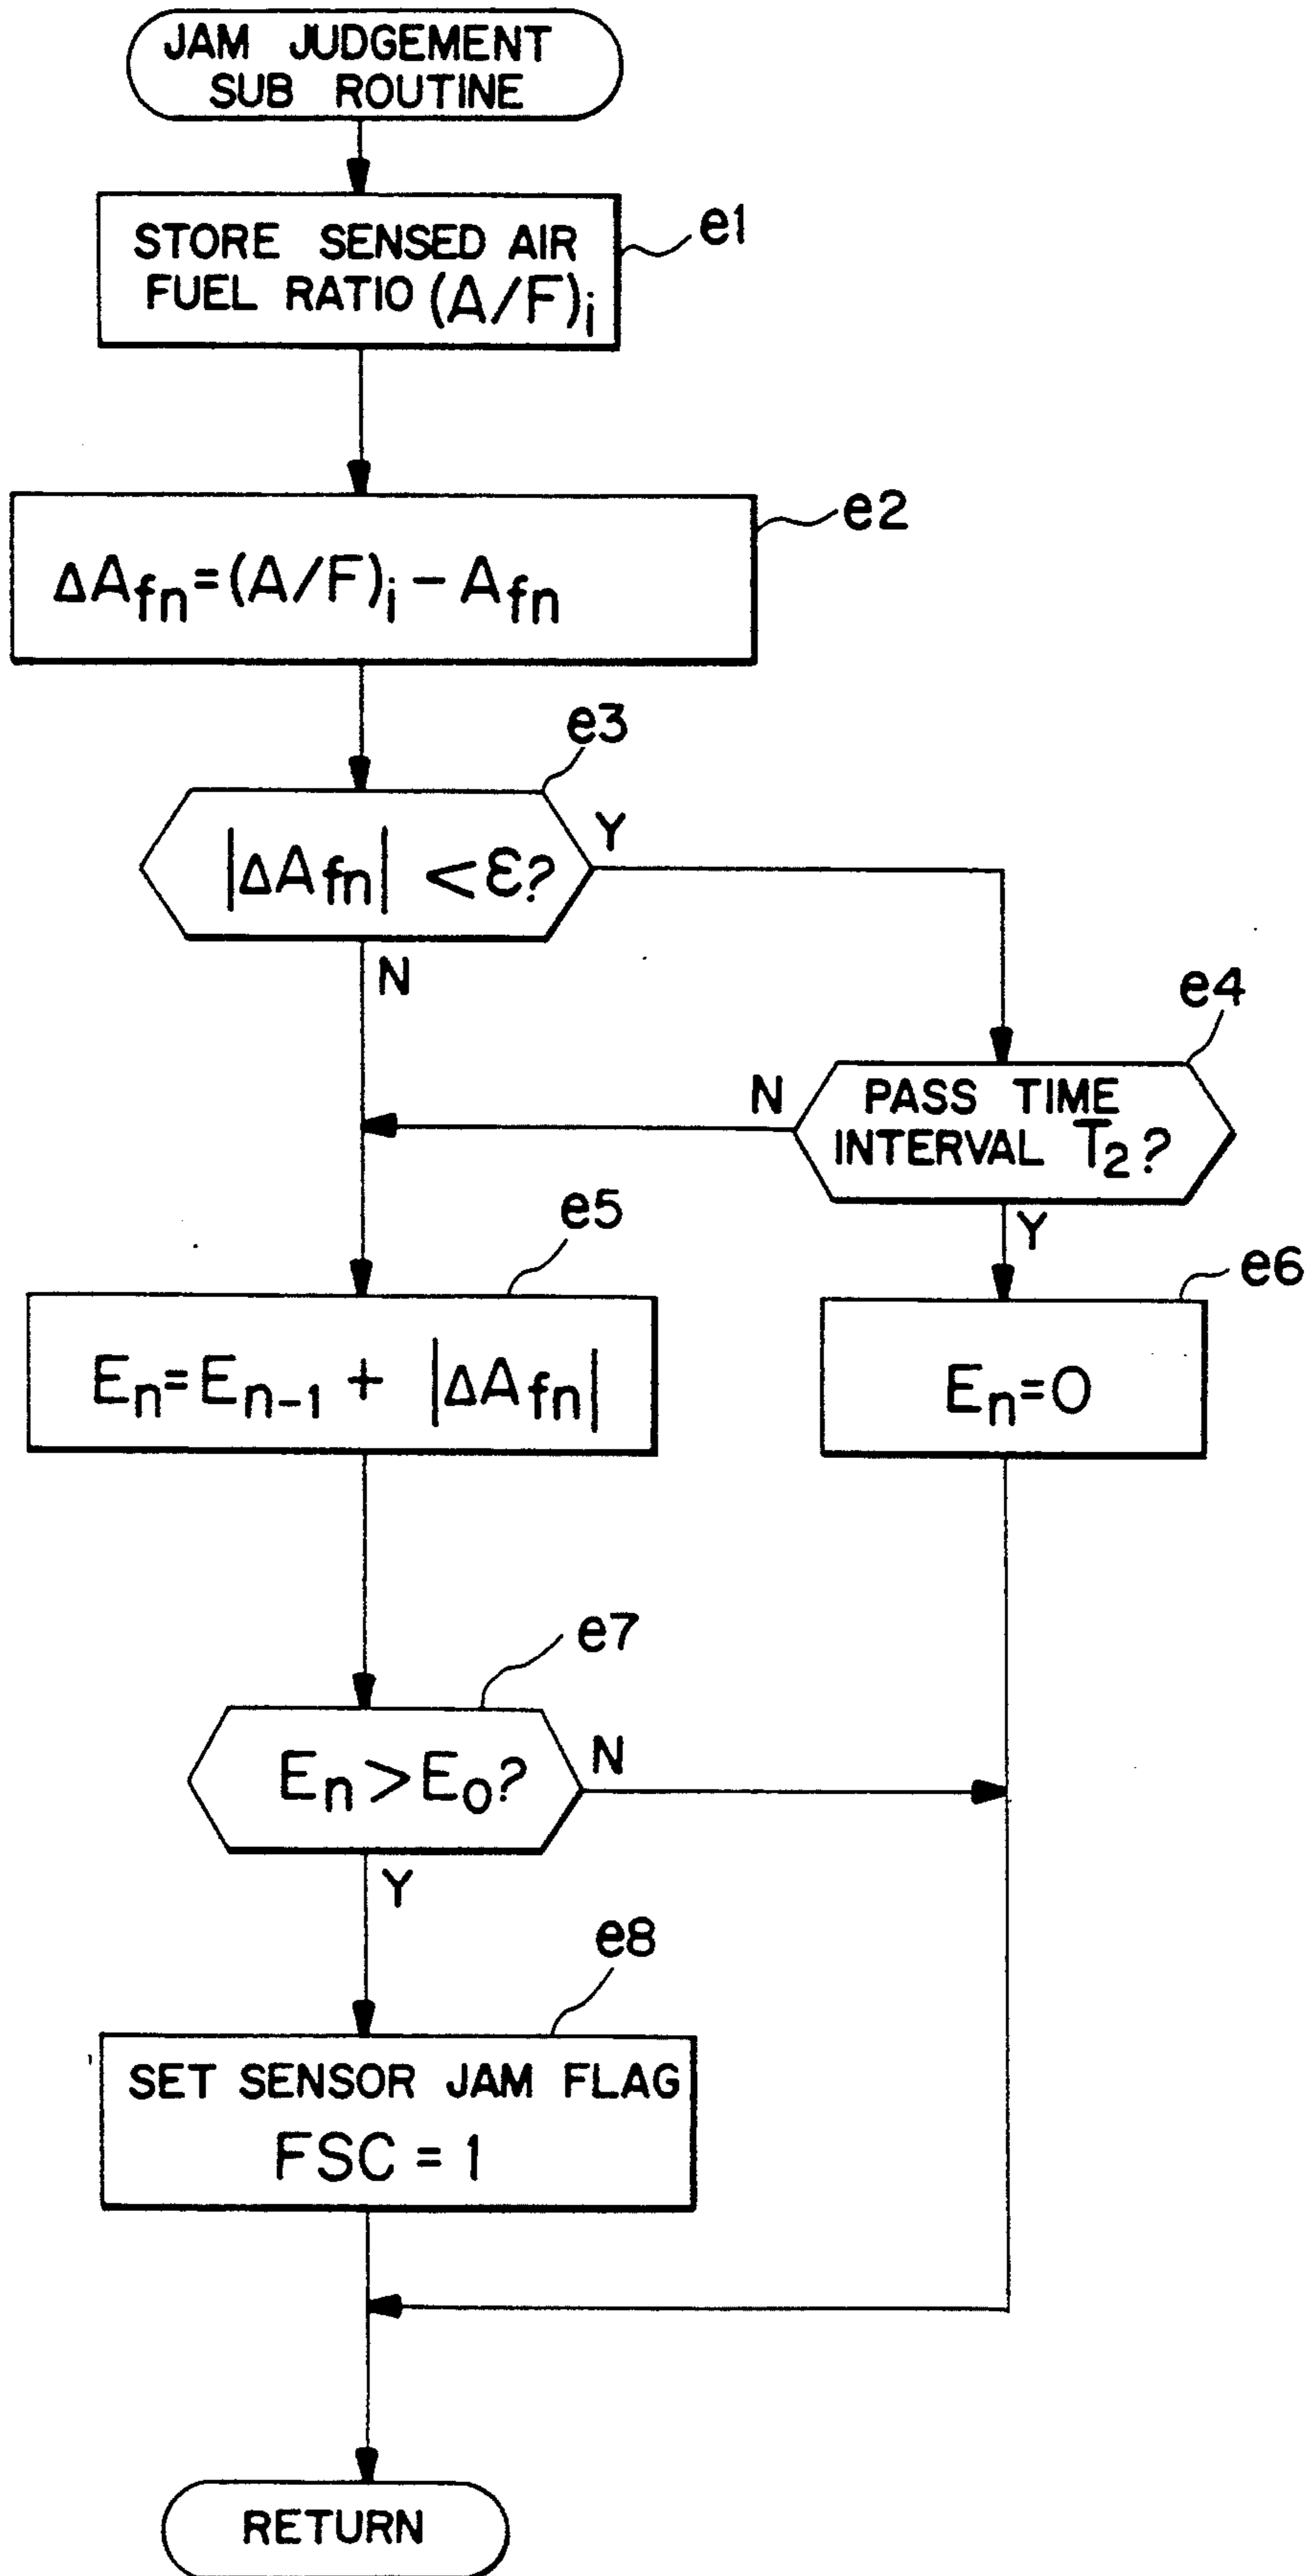 JAM JUDGEMENT
SUB ROUTINE
STORE SENSED AIR
FUEL RATIO (A/F)i
e1
ΔAfn=(A/F)i - Afn
e2
e3
|ΔAfn| <ε?
Y
N
e4
PASS TIME
INTERVAL T2?
N
Y
e5
En=En-1 + |ΔAfn|
e6
En=0
e7
En>E0?
N
Y
e8
SET SENSOR JAM FLAG
FSC = 1
RETURN